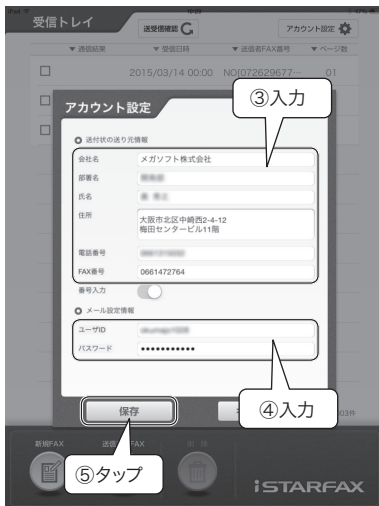 受信トレイ
送受信確認
アカウント設定
▼送信結果 ▼受信日時 ▼送信者FAX番号 ▼ページ数
2015/03/14 00:00 NO[072629677… 01
③入力
アカウント設定
送付状の送り元情報
会社名 メガソフト株式会社
部署名
氏名
住所 大阪市北区中崎西2-4-12
梅田センタービル11階
電話番号
FAX番号 0661472764
番号入力
メール設定情報
ユーザID
パスワード •••••••••••
保存
④入力
新規FAX
⑤タップ
iSTARFAX